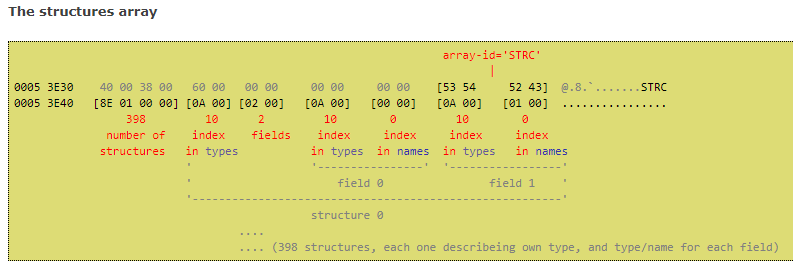 The structures array
array-id='STRC'
|
0005 3E30 40 00 38 00 60 00 00 00 00 00 00 00 [53 54 52 43] @.8.`.......STRC
0005 3E40 [8E 01 00 00] [0A 00] [02 00] [0A 00] [00 00] [0A 00] [01 00] ................
398 10 2 10 0 10 0
number of index fields index index index index
structures in types in types in names in types in names
' '----------------' '-----------------'
' field 0 field 1 '
'--------------------------------------------------------'
structure 0
....
.... (398 structures, each one describeing own type, and type/name for each field)